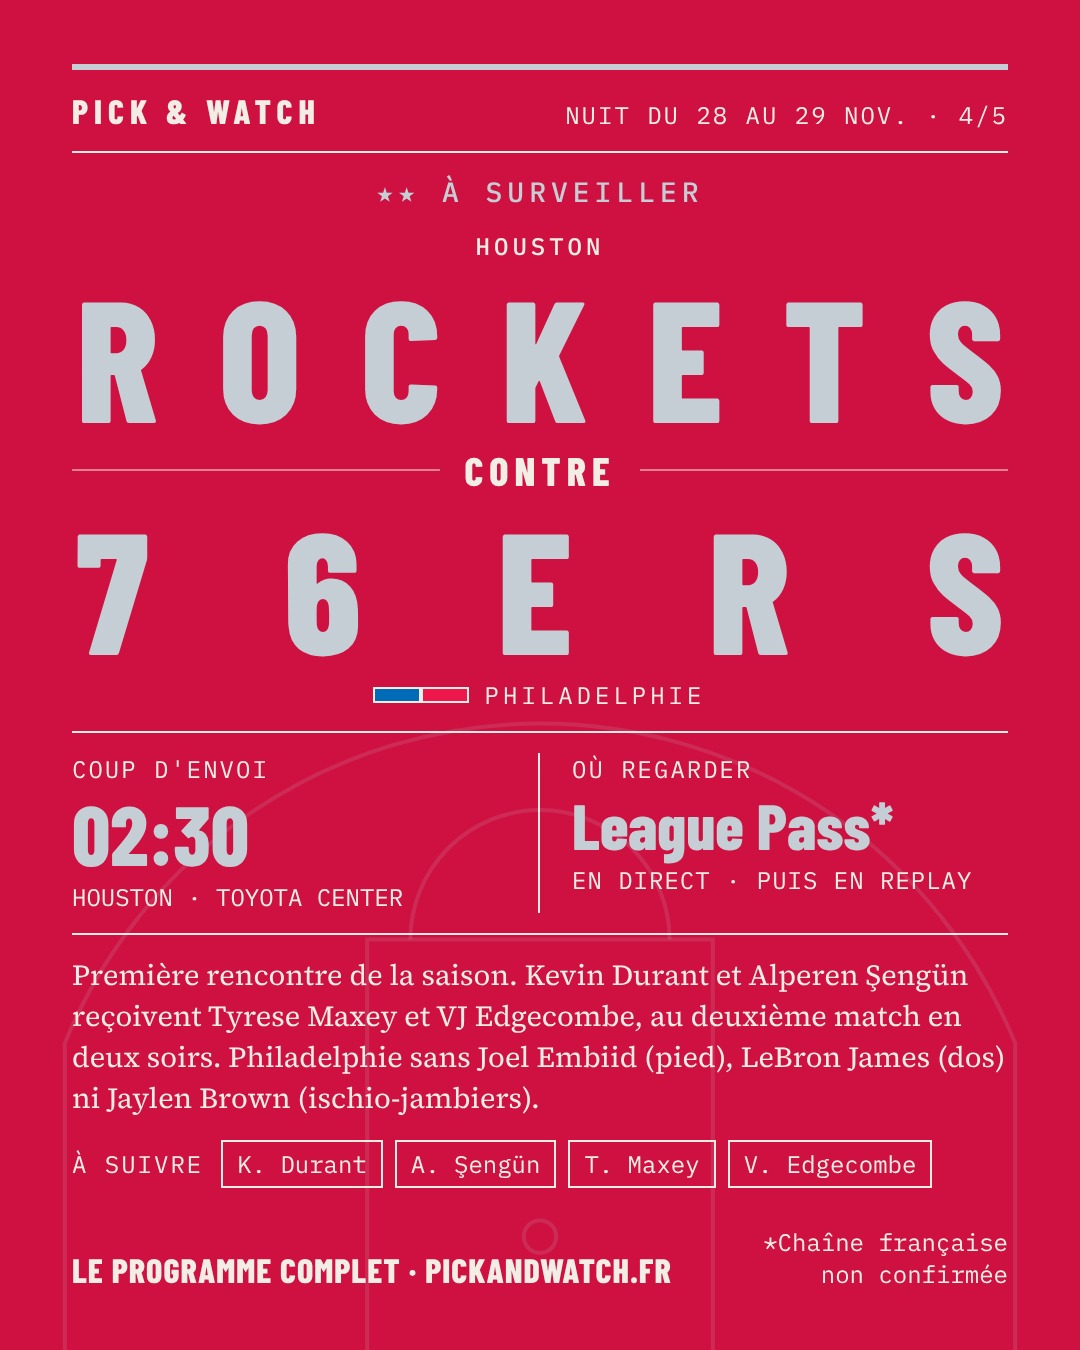 PICK & WATCH
NUIT DU 28 AU 29 NOV. · 4/5
★★ À SURVEILLER
HOUSTON
ROCKETS
CONTRE
76ERS
PHILADELPHIE
COUP D'ENVOI
02:30
HOUSTON · TOYOTA CENTER
OÙ REGARDER
League Pass*
EN DIRECT · PUIS EN REPLAY
Première rencontre de la saison. Kevin Durant et Alperen Şengün
reçoivent Tyrese Maxey et VJ Edgecombe, au deuxième match en
deux soirs. Philadelphie sans Joel Embiid (pied), LeBron James (dos)
ni Jaylen Brown (ischio-jambiers).
À SUIVRE K. Durant A. Şengün T. Maxey V. Edgecombe
LE PROGRAMME COMPLET · PICKANDWATCH.FR
*Chaîne française
non confirmée